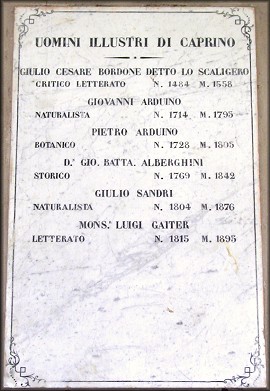 UOMINI ILLUSTRI DI CAPRINO
GIULIO CESARE BORDONE DETTO LO SCALIGERO
CRITICO LETTERATO N. 1484 M. 1558
GIOVANNI ARDUINO
NATURALISTA N. 1714 M. 1795
PIETRO ARDUINO
BOTANICO N. 1728 M. 1805
D.R GIO. BATTA. ALBERGHINI
STORICO N. 1769 M. 1842
GIULIO SANDRI
NATURALISTA N. 1804 M. 1876
MONS.R LUIGI GAITER
LETTERATO N. 1815 M. 1895